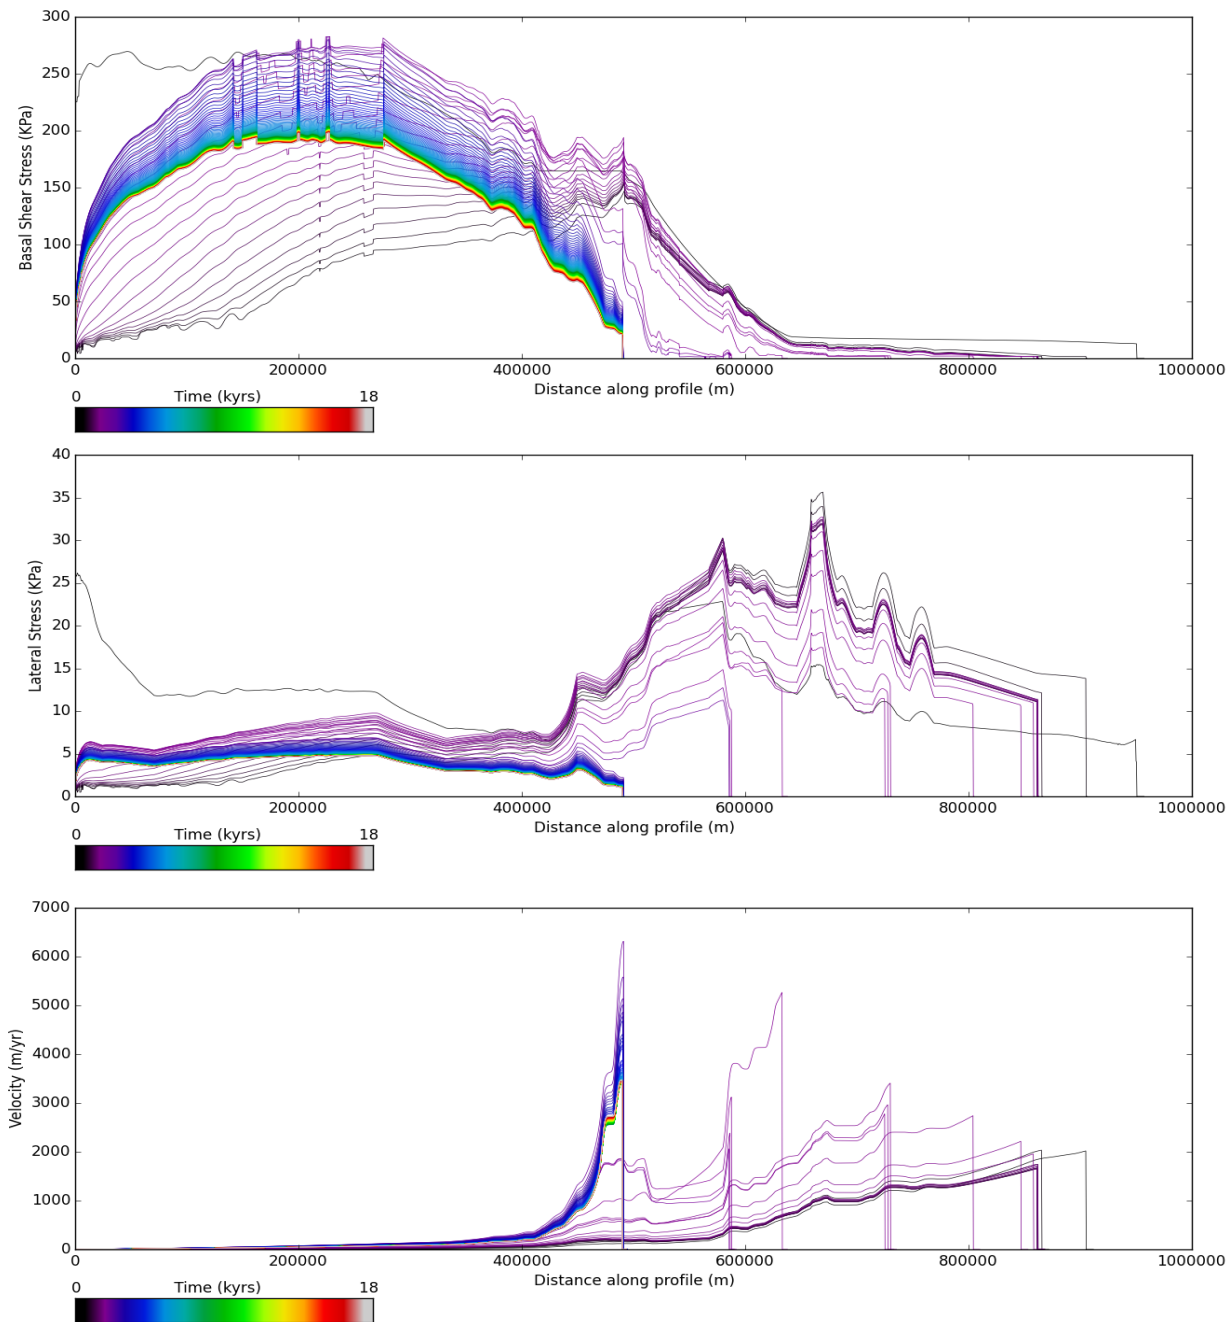 300
250
200
150
100
50
0
Basal Shear Stress (KPa)
0 200000 400000 600000 800000 1000000
Distance along profile (m)
0 Time (kyrs) 18
40
35
30
25
20
15
10
5
0
Lateral Stress (KPa)
0 200000 400000 600000 800000 1000000
Distance along profile (m)
0 Time (kyrs) 18
7000
6000
5000
4000
3000
2000
1000
0
Velocity (m/yr)
0 200000 400000 600000 800000 1000000
Distance along profile (m)
0 Time (kyrs) 18